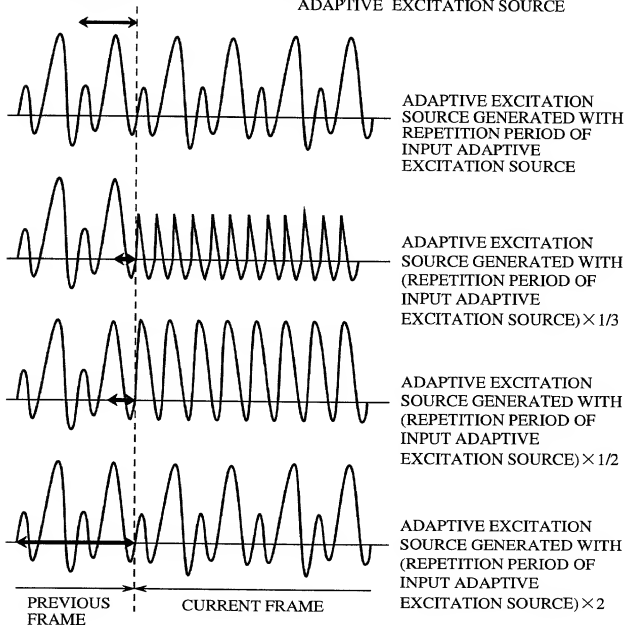 ADAPTIVE EXCITATION SOURCE
ADAPTIVE EXCITATION
SOURCE GENERATED WITH
REPETITION PERIOD OF
INPUT ADAPTIVE
EXCITATION SOURCE
ADAPTIVE EXCITATION
SOURCE GENERATED WITH
(REPETITION PERIOD OF
INPUT ADAPTIVE
EXCITATION SOURCE)×1/3
ADAPTIVE EXCITATION
SOURCE GENERATED WITH
(REPETITION PERIOD OF
INPUT ADAPTIVE
EXCITATION SOURCE)×1/2
ADAPTIVE EXCITATION
SOURCE GENERATED WITH
(REPETITION PERIOD OF
INPUT ADAPTIVE
EXCITATION SOURCE)×2
PREVIOUS
FRAME
CURRENT FRAME